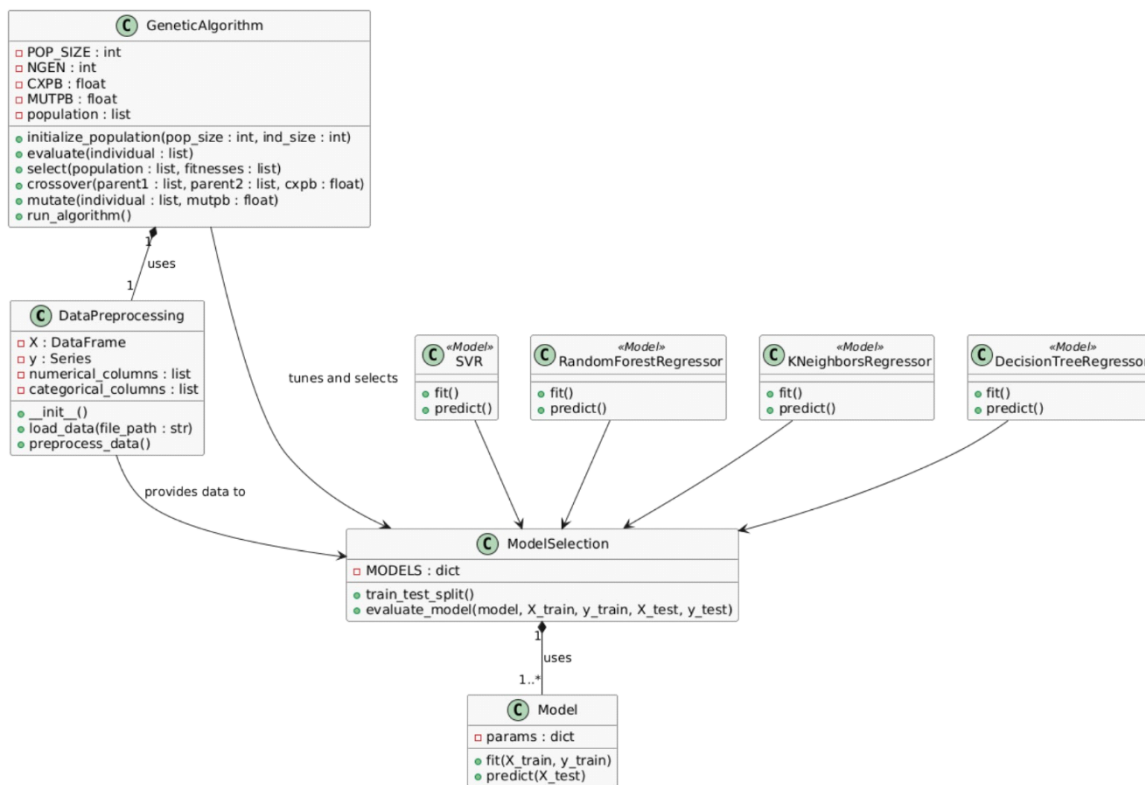 C GeneticAlgorithm
POP_SIZE : int
NGEN : int
CXPB : float
MUTPB : float
population : list
initialize_population(pop_size : int, ind_size : int)
evaluate(individual : list)
select(population : list, fitnesses : list)
crossover(parent1 : list, parent2 : list, cxpb : float)
mutate(individual : list, mutpb : float)
run_algorithm()
1
uses
1
C DataPreprocessing
X : DataFrame
y : Series
numerical_columns : list
categorical_columns : list
__init__()
load_data(file_path : str)
preprocess_data()
tunes and selects
«Model»
C SVR
fit()
predict()
«Model»
C RandomForestRegressor
fit()
predict()
«Model»
C KNeighborsRegressor
fit()
predict()
«Model»
C DecisionTreeRegressor
fit()
predict()
provides data to
C ModelSelection
MODELS : dict
train_test_split()
evaluate_model(model, X_train, y_train, X_test, y_test)
1
uses
1..*
C Model
params : dict
fit(X_train, y_train)
predict(X_test)